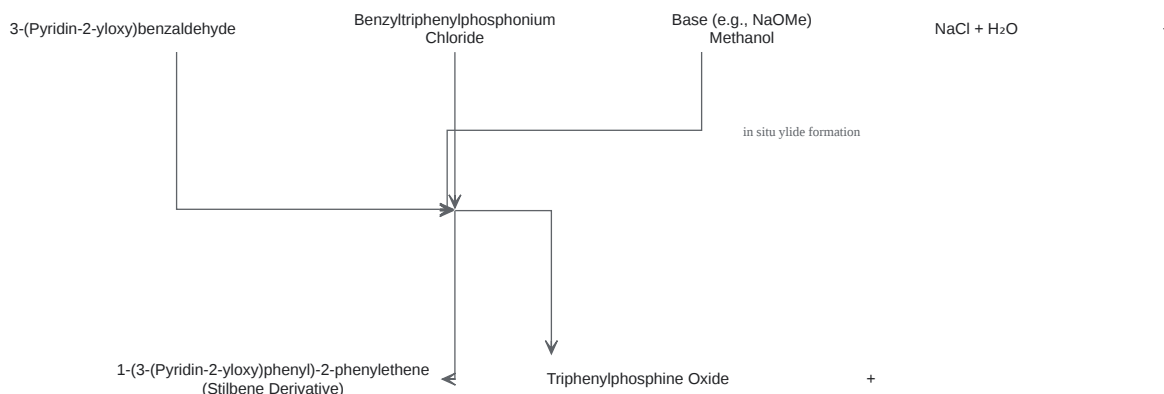 3-(Pyridin-2-yloxy)benzaldehyde
Benzyltriphenylphosphonium
Chloride
Base (e.g., NaOMe)
Methanol
NaCl + H₂O
in situ ylide formation
1-(3-(Pyridin-2-yloxy)phenyl)-2-phenylethene
(Stilbene Derivative)
Triphenylphosphine Oxide
+